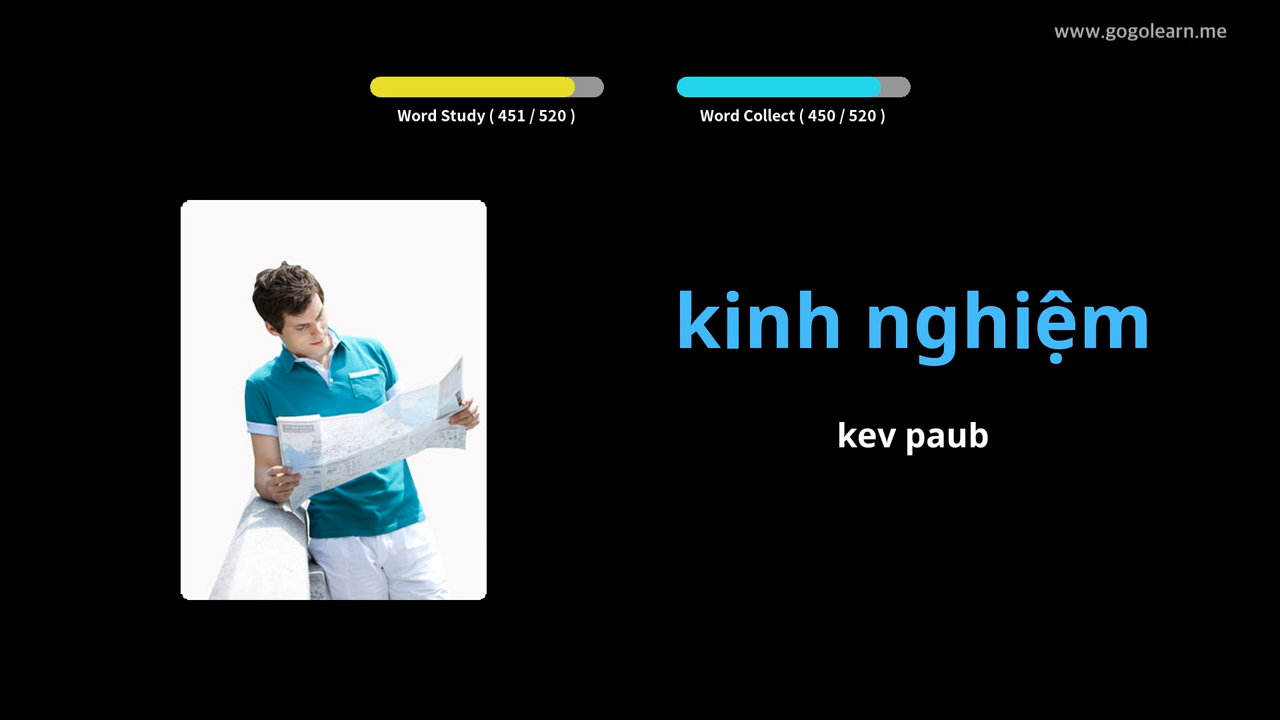 www.gogolearn.me
Word Study ( 451 / 520 )
Word Collect ( 450 / 520 )
kinh nghiệm
kev paub